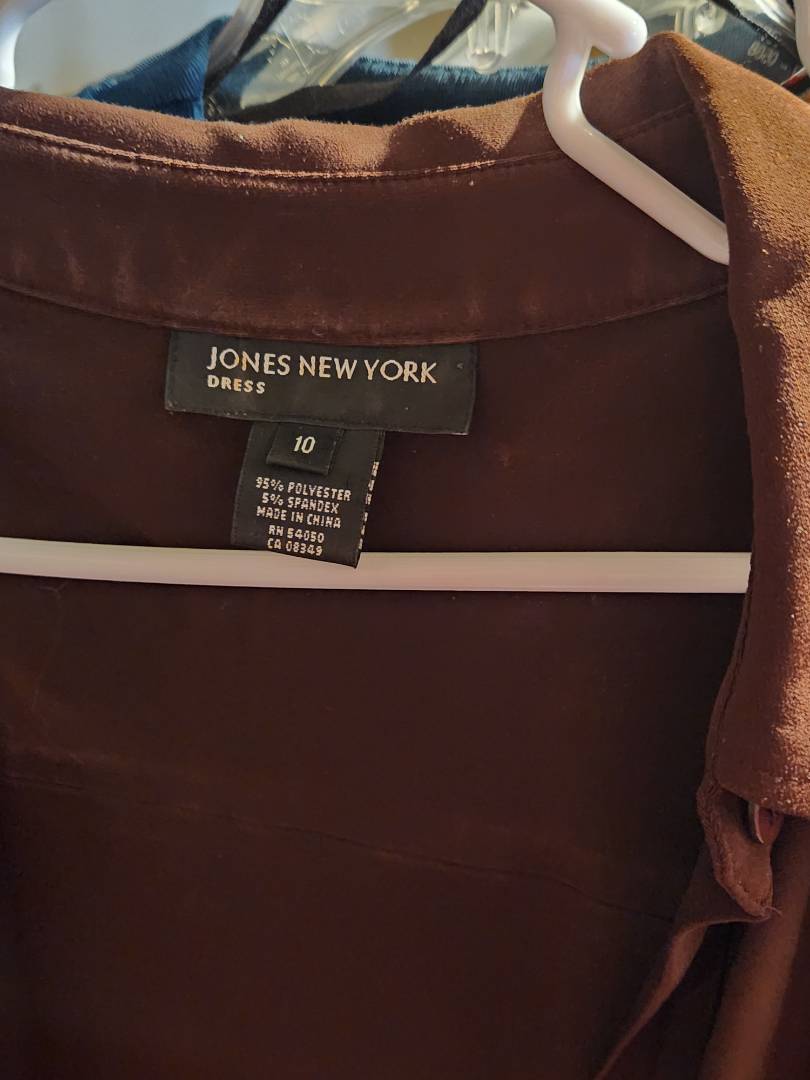 JONES NEW YORK
DRESS
10
95% POLYESTER
5% SPANDEX
MADE IN CHINA
RN 54050
CA 08349